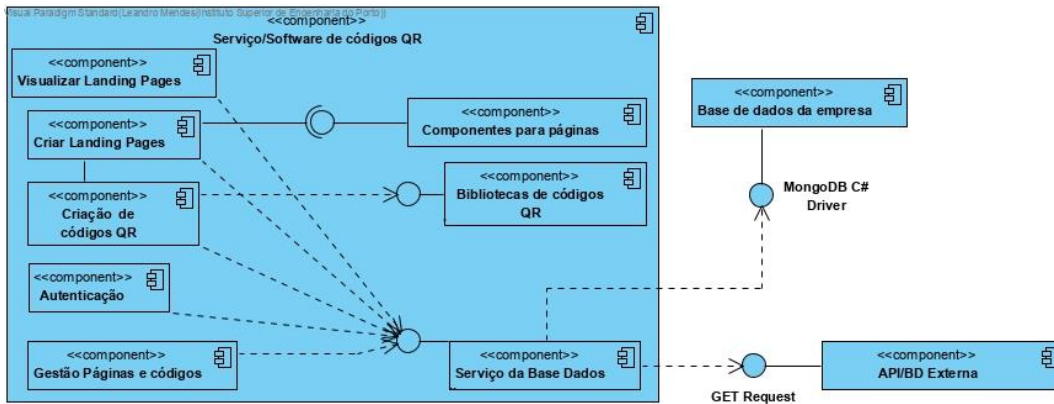 Visual Paradigm Standard(Leandro Mendes(Instituto Superior de Engenharia do Porto))
<<component>>
Serviço/Software de códigos QR
<<component>>
Visualizar Landing Pages
<<component>>
Criar Landing Pages
<<component>>
Componentes para páginas
<<component>>
Base de dados da empresa
<<component>>
Criação de
códigos QR
<<component>>
Bibliotecas de códigos
QR
MongoDB C#
Driver
<<component>>
Autenticação
<<component>>
Gestão Páginas e códigos
<<component>>
Serviço da Base Dados
<<component>>
API/BD Externa
GET Request